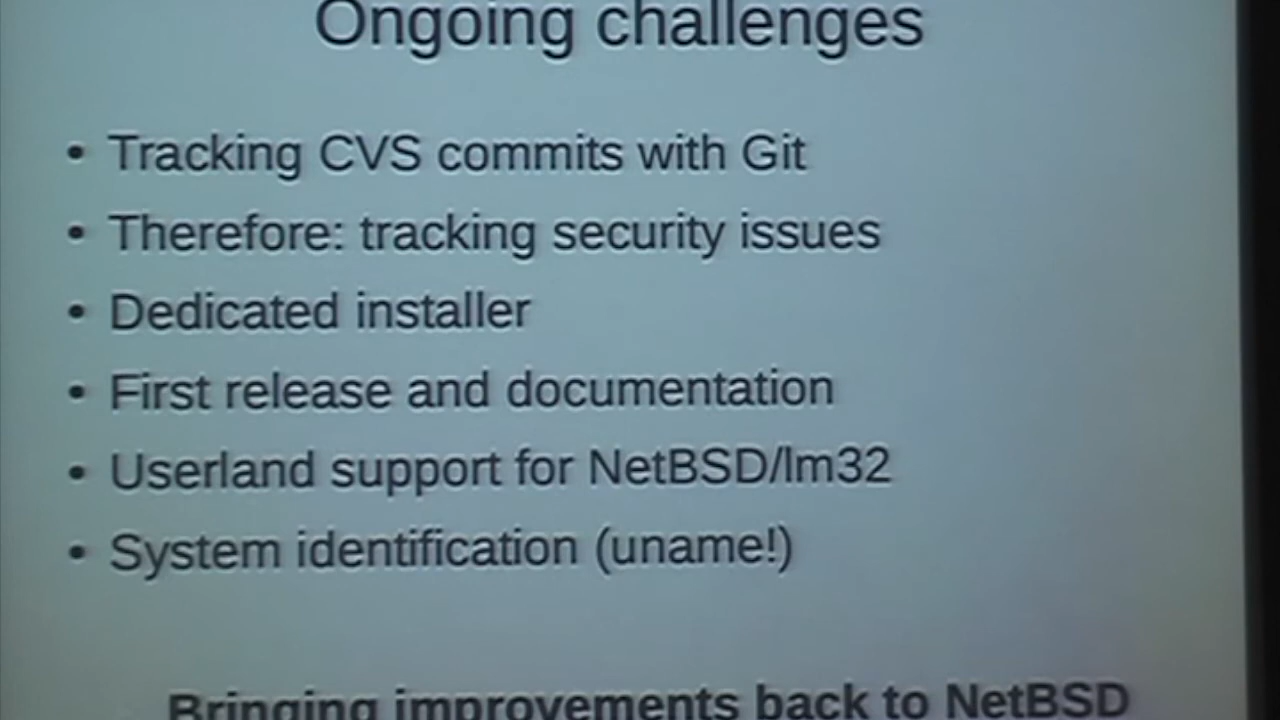 Ongoing challenges
• Tracking CVS commits with Git
• Therefore: tracking security issues
• Dedicated installer
• First release and documentation
• Userland support for NetBSD/lm32
• System identification (uname!)
Bringing improvements back to NetBSD